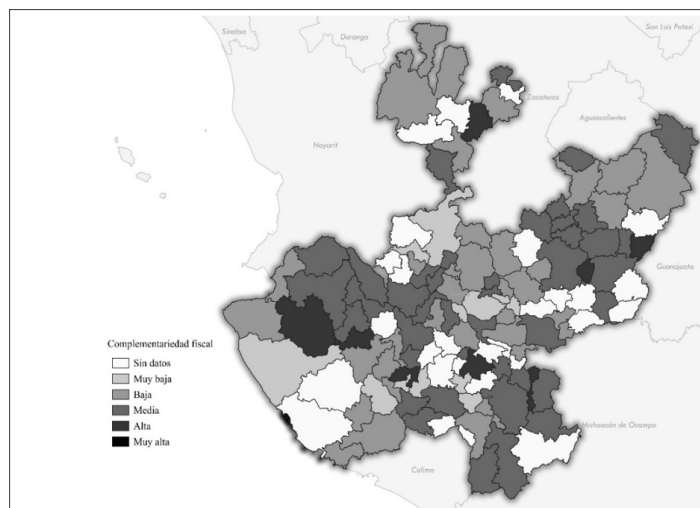 Sinaloa
Durango
San Luis Potosí
Zacatecas
Aguascalientes
Nayarit
Guanajuato
Complementariedad fiscal
Sin datos
Muy baja
Baja
Media
Alta
Muy alta
Michoacán de Ocampo
Colima